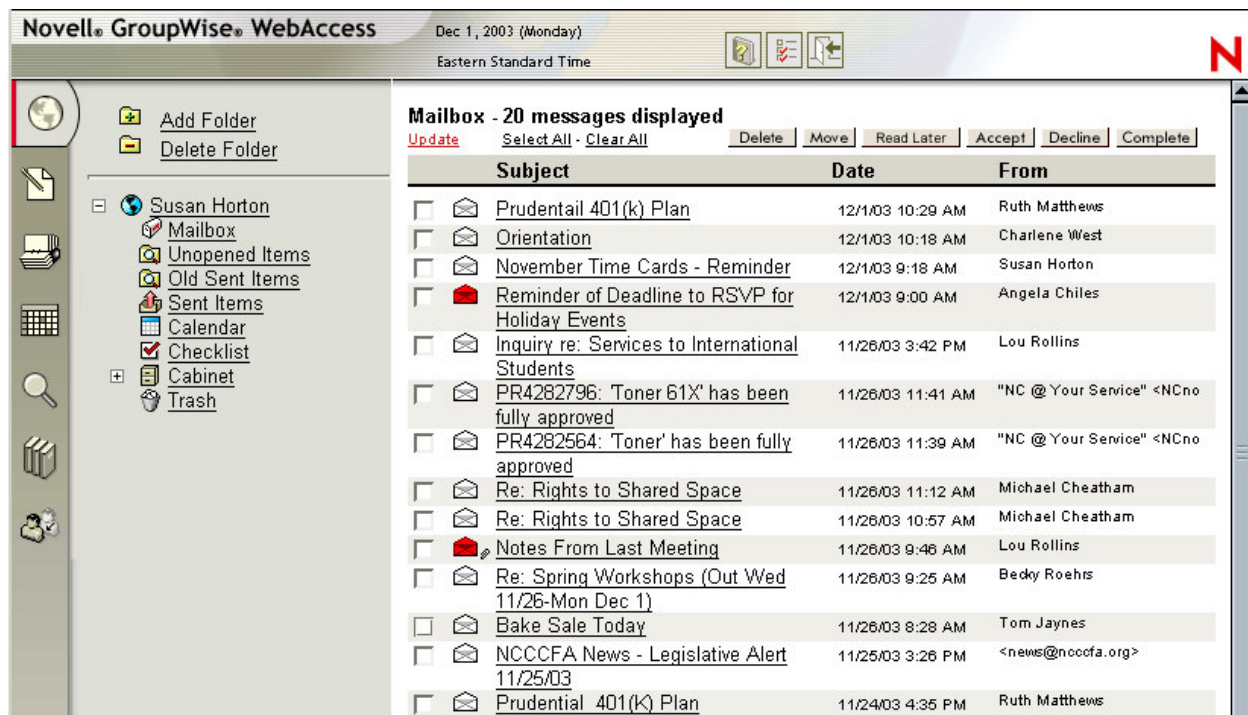 Novell® GroupWise® WebAccess
Dec 1, 2003 (Monday)
Eastern Standard Time
N
Add Folder
Delete Folder
Susan Horton
Mailbox
Unopened Items
Old Sent Items
Sent Items
Calendar
Checklist
Cabinet
Trash
Mailbox - 20 messages displayed
Update Select All - Clear All Delete Move Read Later Accept Decline Complete
Subject Date From
Prudentail 401(k) Plan 12/1/03 10:29 AM Ruth Matthews
Orientation 12/1/03 10:18 AM Charlene West
November Time Cards - Reminder 12/1/03 9:18 AM Susan Horton
Reminder of Deadline to RSVP for 12/1/03 9:00 AM Angela Chiles
Holiday Events
Inquiry re: Services to International 11/26/03 3:42 PM Lou Rollins
Students
PR4282796: 'Toner 61X' has been 11/26/03 11:41 AM "NC @ Your Service" <NCno
fully approved
PR4282564: 'Toner' has been fully 11/26/03 11:39 AM "NC @ Your Service" <NCno
approved
Re: Rights to Shared Space 11/26/03 11:12 AM Michael Cheatham
Re: Rights to Shared Space 11/26/03 10:57 AM Michael Cheatham
Notes From Last Meeting 11/26/03 9:46 AM Lou Rollins
Re: Spring Workshops (Out Wed 11/26/03 9:25 AM Becky Roehrs
11/26-Mon Dec 1)
Bake Sale Today 11/26/03 8:28 AM Tom Jaynes
NCCCFA News - Legislative Alert 11/25/03 3:26 PM <news@ncccfa.org>
11/25/03
Prudential 401(K) Plan 11/24/03 4:35 PM Ruth Matthews